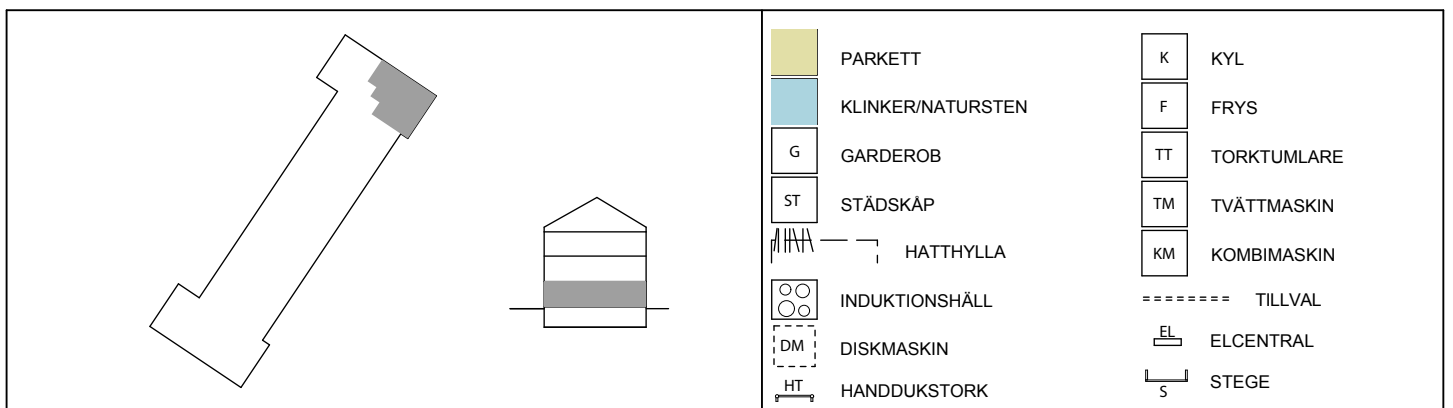 PARKETT
KLINKER/NATURSTEN
G GARDEROB
ST STÄDSKÅP
HATTHYLLA
INDUKTIONSHÄLL
DM DISKMASKIN
HT HANDDUKSTORK
K KYL
F FRYS
TT TORKTUMLARE
TM TVÄTTMASKIN
KM KOMBIMASKIN
TILLVAL
EL ELCENTRAL
S STEGE